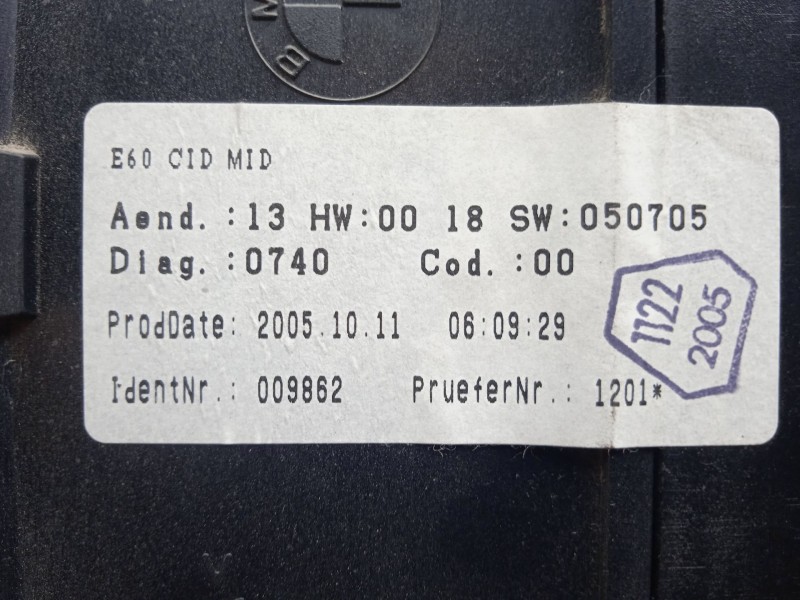 BM
E60 CID MID
Aend.:13 HW:00 18 SW:050705
Diag.:0740 Cod.:00
ProdDate: 2005.10.11 06:09:29
1122
2005
IdentNr.: 009862 PrueferNr.: 1201*